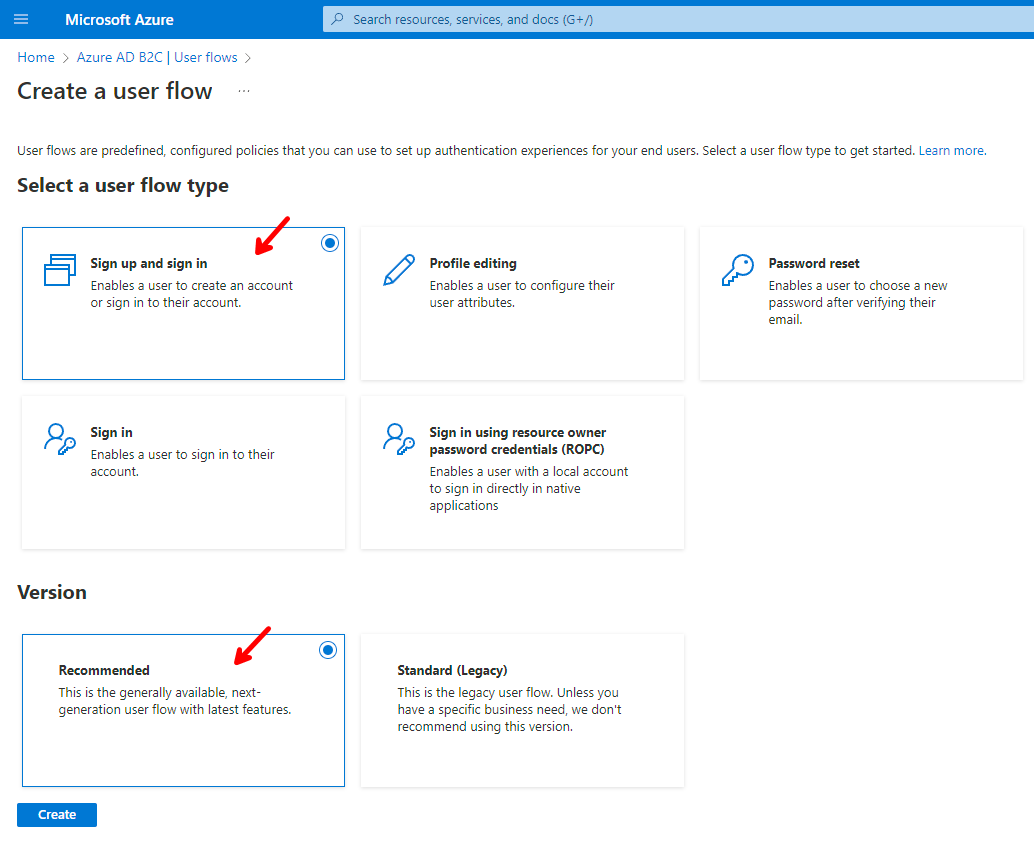 Microsoft Azure
Search resources, services, and docs (G+/)
Home > Azure AD B2C | User flows >
Create a user flow ...
User flows are predefined, configured policies that you can use to set up authentication experiences for your end users. Select a user flow type to get started. Learn more.
Select a user flow type
Sign up and sign in
Enables a user to create an account
or sign in to their account.
Profile editing
Enables a user to configure their
user attributes.
Password reset
Enables a user to choose a new
password after verifying their
email.
Sign in
Enables a user to sign in to their
account.
Sign in using resource owner
password credentials (ROPC)
Enables a user with a local account
to sign in directly in native
applications
Version
Recommended
This is the generally available, next-
generation user flow with latest features.
Standard (Legacy)
This is the legacy user flow. Unless you
have a specific business need, we don't
recommend using this version.
Create